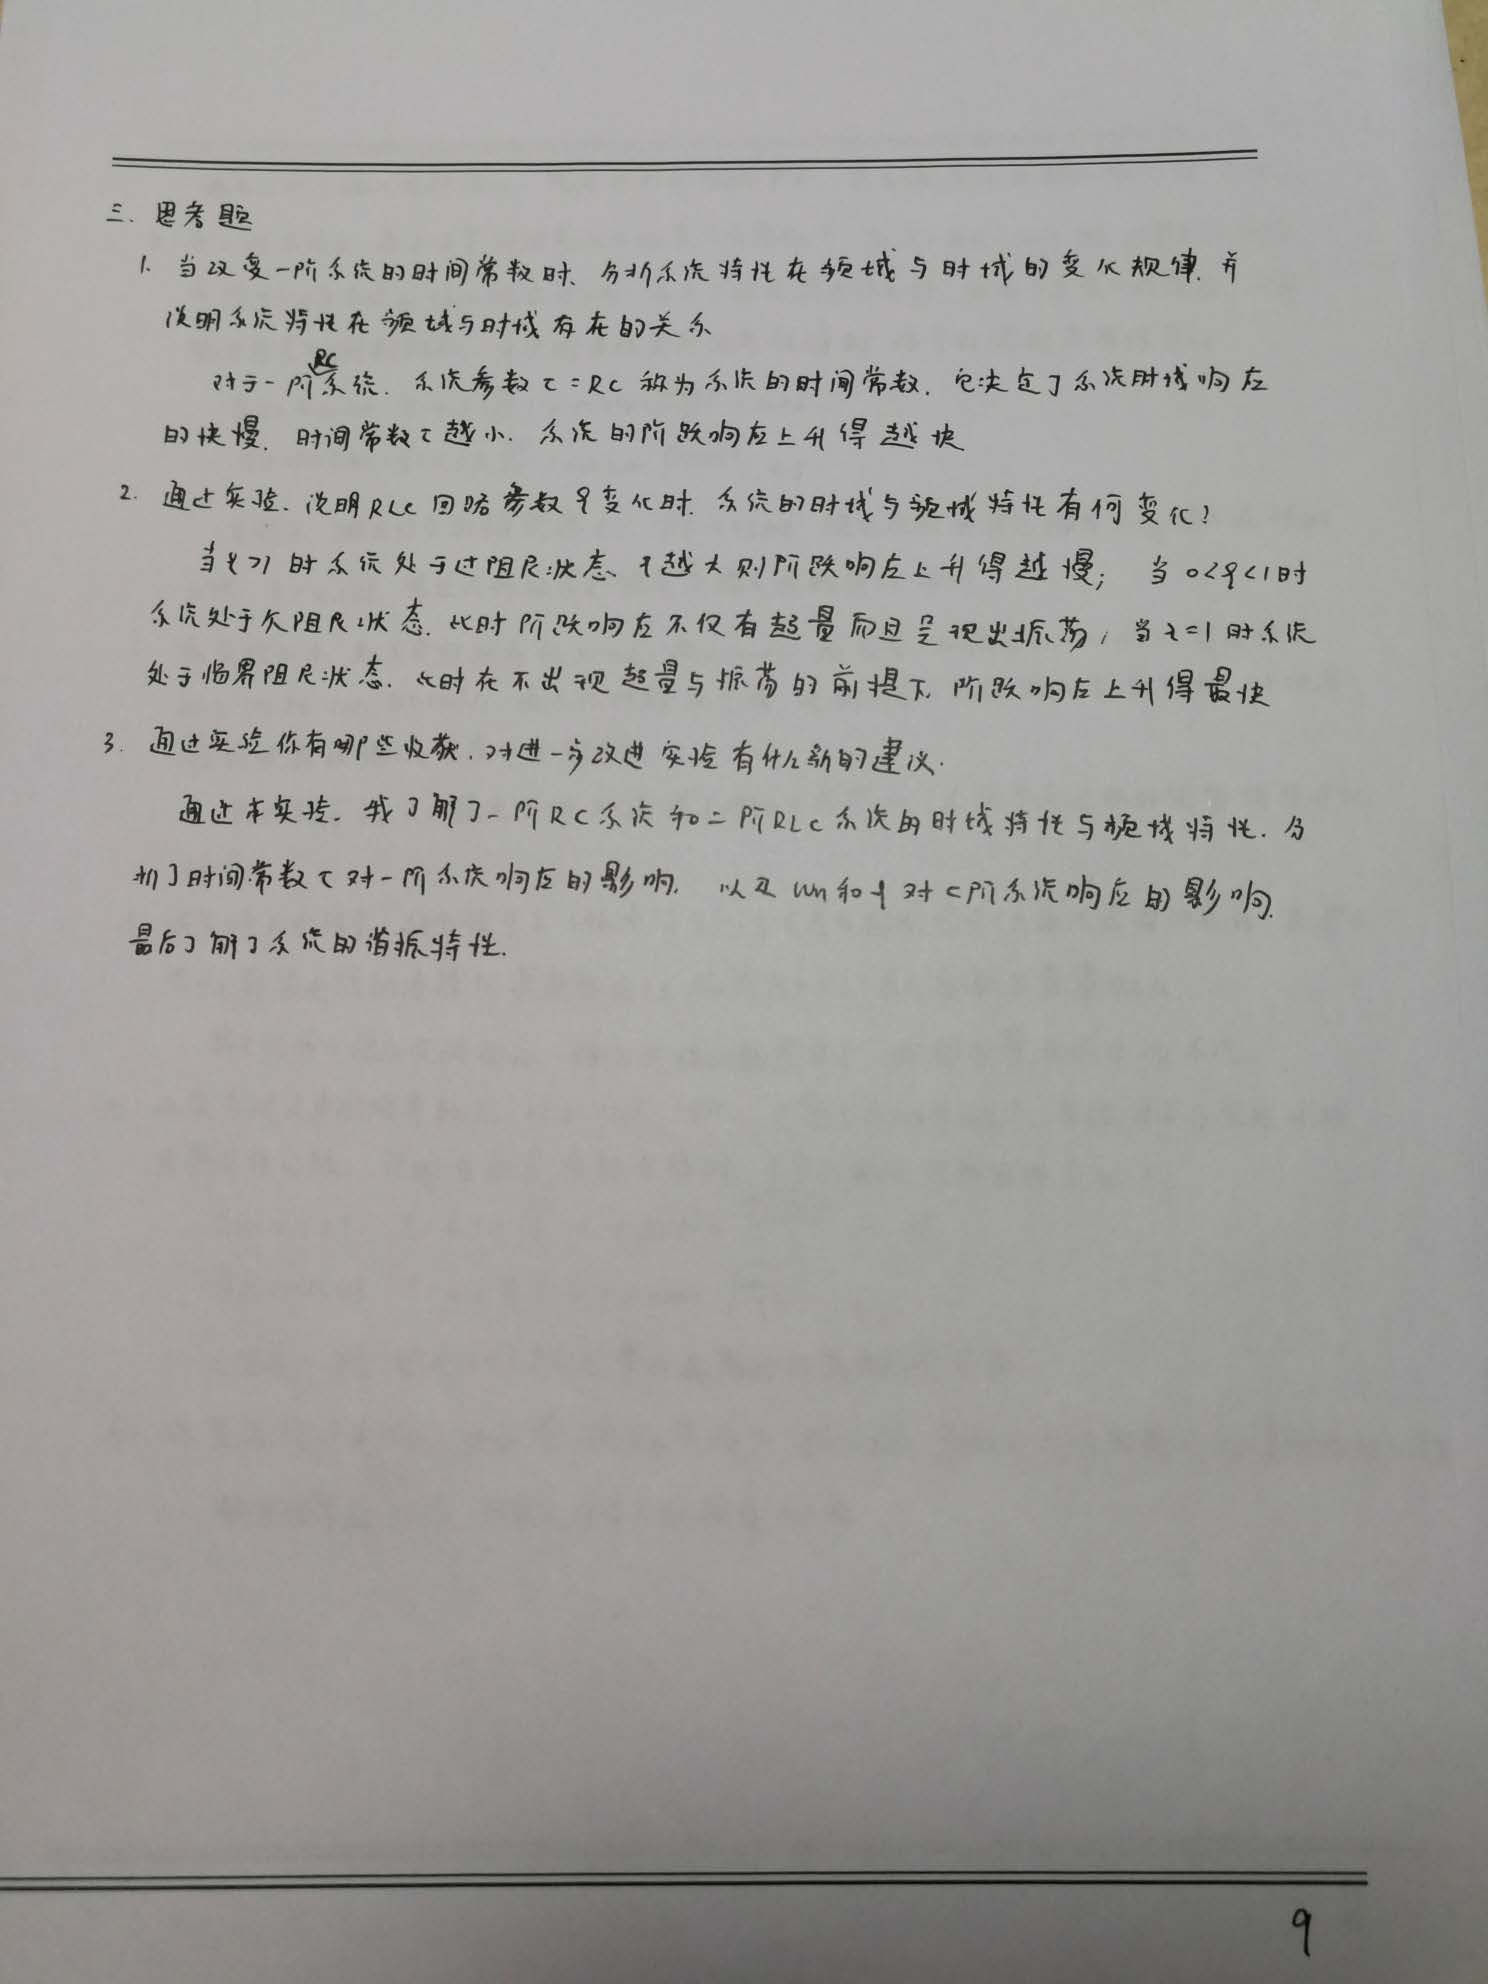 三. 思考题
1. 当改变一阶系统的时间常数时、分析系统特性在频域与时域的变化规律. 并
说明系统特性在频域与时域存在的关系
对于一阶RC系统. 系统参数τ=RC 称为系统的时间常数. 它决定了系统时域响应
的快慢. 时间常数τ越小. 系统的阶跃响应上升得越快
2. 通过实验. 说明RLC回路参数ξ变化时. 系统的时域与频域特性有何变化?
当ξ>1时系统处于过阻尼状态、ξ越大则阶跃响应上升得越慢; 当0<ξ<1时
系统处于欠阻尼状态. 此时阶跃响应不仅有超量而且呈现出振荡; 当ξ=1时系统
处于临界阻尼状态. 此时在不出现超量与振荡的前提下. 阶跃响应上升得最快
3. 通过实验你有哪些收获. 对进一步改进实验有什么新的建议.
通过本实验. 我了解了一阶RC系统和二阶RLC系统的时域特性与频域特性. 分
析了时间常数τ对一阶系统响应的影响. 以及ωn和ξ对二阶系统响应的影响.
最后了解了系统的谐振特性.
9